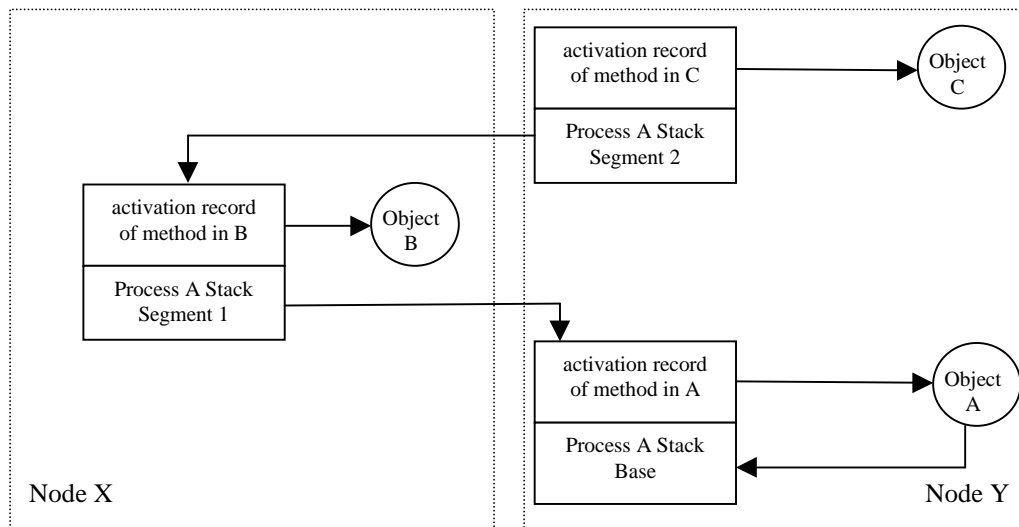 activation record
of method in C
Object
C
Process A Stack
Segment 2
activation record
of method in B
Object
B
Process A Stack
Segment 1
activation record
of method in A
Object
A
Process A Stack
Base
Node X
Node Y